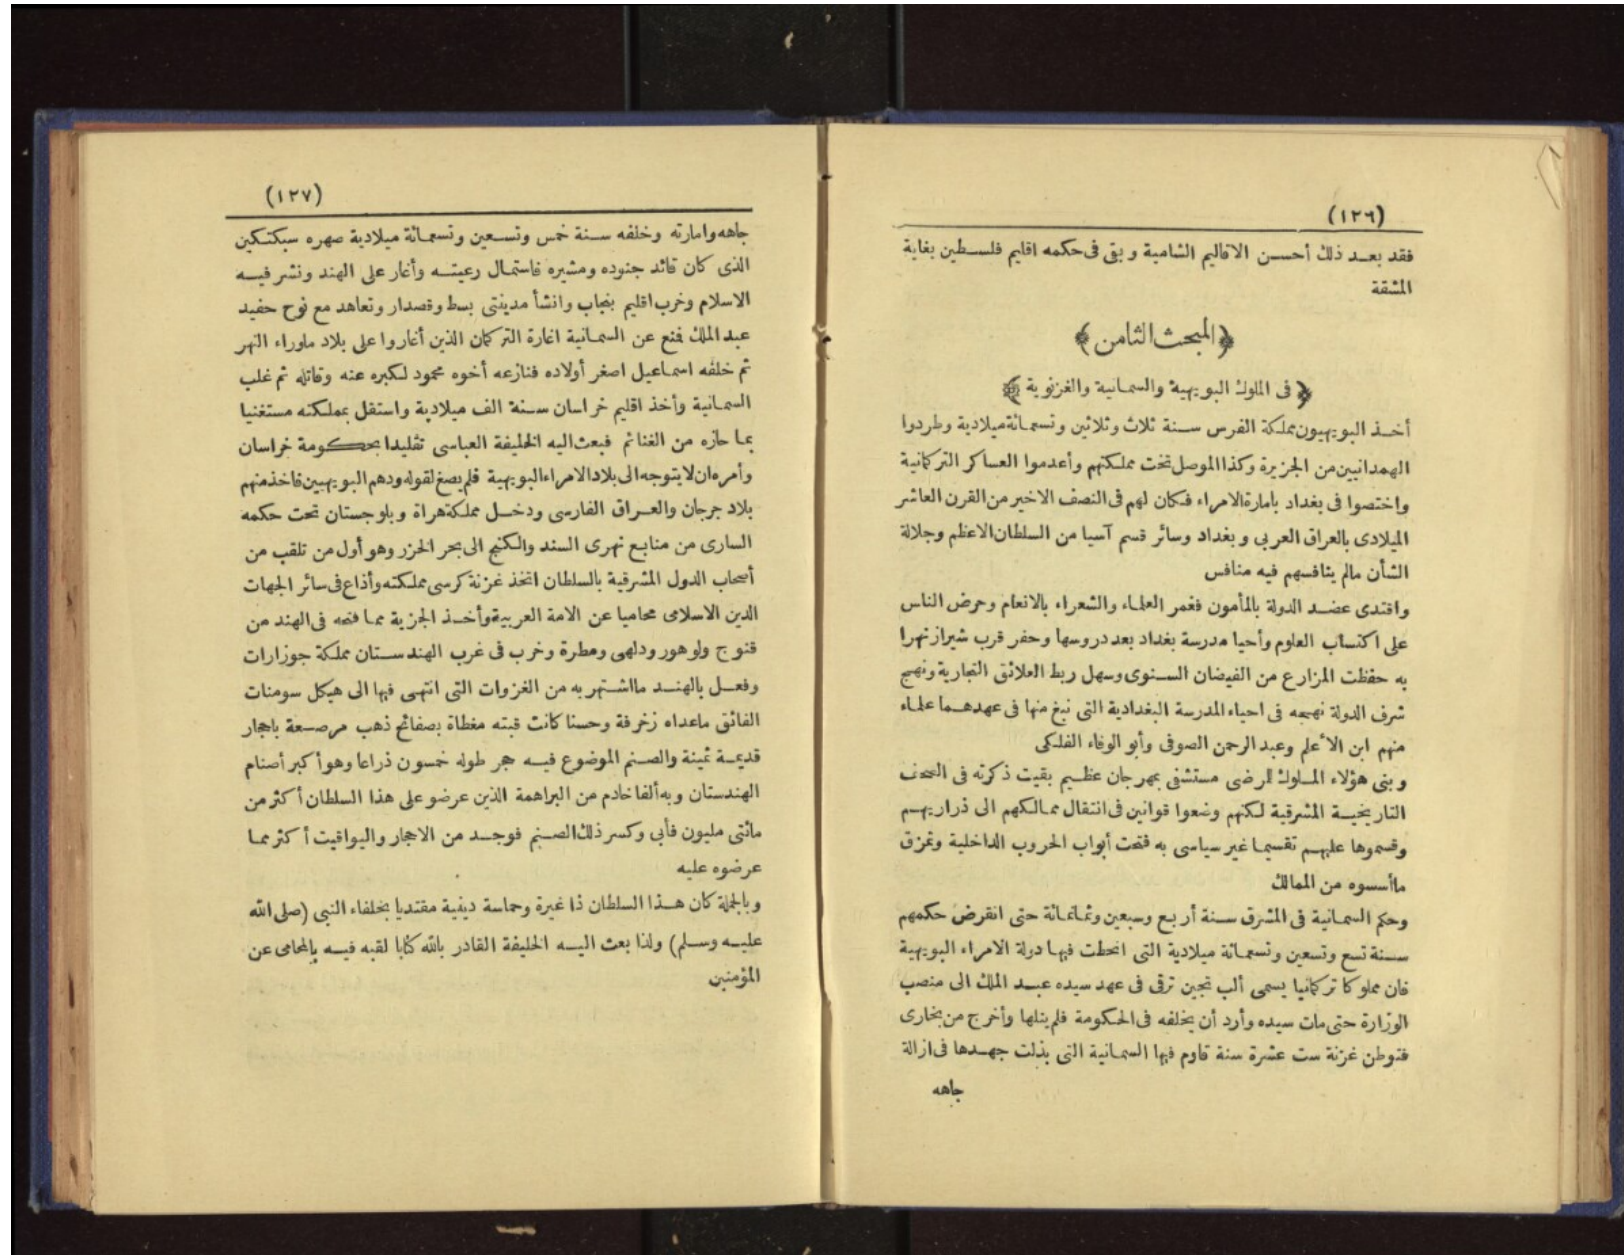 (١٢٦)
فقد بعد ذلك أحسن الاقاليم الشامية وبقى فى حكمه اقليم فلسطين بغاية
المشقة
﴿المبحث الثامن﴾
﴿فى الملوك البويهية والسمانية والغزنوية﴾
أخذ البويهيون مملكة الفرس سنة ثلاث وثلاثين وتسعمائة ميلادية وطردوا
الهمدانيين من الجزيرة وكذا الموصل تخت مملكتهم وأعدموا العساكر التركمانية
واختصوا فى بغداد بامارة الامراء فكان لهم فى النصف الاخير من القرن العاشر
الميلادى بالعراق العربى وبغداد وسائر قسم آسيا من السلطان الاعظم وجلالة
الشأن مالم ينافسهم فيه منافس
واقتدى عضد الدولة بالمأمون فغمر العلماء والشعراء بالانعام وحرض الناس
على اكتساب العلوم وأحيا مدرسة بغداد بعد دروسها وحفر قرب شيراز نهرا
به حفظت المزارع من الفيضان السنوى وسهل ربط العلائق التجارية ونهج
شرف الدولة نهجه فى احياء المدرسة البغدادية التى نبغ منها فى عهدهما علماء
منهم ابن الأعلم وعبد الرحمن الصوفى وأبو الوفاء الفلكى
وبنى هؤلاء الملوك للمرضى مستشفى بمهرجان عظيم بقيت ذكرته فى الصحف
التاريخية المشرقية لكنهم وضعوا قوانين فى انتقال ممالكهم الى ذراريهم
وقسموها عليهم تقسيما غير سياسى به فتحت أبواب الحروب الداخلية وتمزق
ماأسسوه من الممالك
وحكم السمانية فى المشرق سنة أربع وسبعين وثمانمائة حتى انقرض حكمهم
سنة تسع وتسعين وتسعمائة ميلادية التى انحطت فيها دولة الامراء البويهية
فان مملوكا تركمانيا يسمى ألب تجين ترقى فى عهد سيده عبد الملك الى منصب
الوزارة حتى مات سيده وأرد أن يخلفه فى الحكومة فلم ينلها وأخرج من بخارى
فتوطن غزنة ست عشرة سنة قاوم فيها السمانية التى بذلت جهدها فى ازالة
جاهه
(١٢٧)
جاهه وامارته وخلفه سنة خمس وتسعين وتسعمائة ميلادية صهره سبكتكين
الذى كان قائد جنوده ومشيره فاستمال رعيته وأغار على الهند ونشر فيه
الاسلام وخرب اقليم بنجاب وانشأ مدينتى بسط وقصدار وتعاهد مع نوح حفيد
عبد الملك فمنع عن السمانية اغارة التركمان الذين أغاروا على بلاد ماوراء النهر
ثم خلفه اسماعيل اصغر أولاده فنازعه أخوه محمود لكبره عنه وقاتله ثم غلب
السمانية وأخذ اقليم خراسان سنة الف ميلادية واستقل بمملكته مستغنيا
بما حازه من الغنائم فبعث اليه الخليفة العباسى تقليدا بحكومة خراسان
وأمره ان لا يتوجه الى بلاد الامراء البويهية فلم يصغ لقوله ودهم البويهيين فاخذ منهم
بلاد جرجان والعراق الفارسى ودخل مملكة هراة وبلوجستان تحت حكمه
السارى من منابع نهرى السند والكنج الى بحر الخزر وهو أول من تلقب من
أصحاب الدول المشرقية بالسلطان اتخذ غزنة كرسى مملكته وأذاع فى سائر الجهات
الدين الاسلامى محاميا عن الامة العربية وأخذ الجزية مما فتحه فى الهند من
قنوج ولوهور ودلهى ومطرة وخرب فى غرب الهندستان مملكة جوزارات
وفعل بالهند مااشتهر به من الغزوات التى انتهى فيها الى هيكل سومنات
الفائق ماعداه زخرفة وحسنا كانت قبته مغطاة بصفائح ذهب مرصعة باحجار
قديمة ثمينة والصنم الموضوع فيه حجر طوله خمسون ذراعا وهو أكبر أصنام
الهندستان وبه ألفا خادم من البراهمة الذين عرضو على هذا السلطان أكثر من
مائتى مليون فأبى وكسر ذلك الصنم فوجد من الاحجار واليواقيت أكثر مما
عرضوه عليه
وبالجملة كان هذا السلطان ذا غيرة وحماسة دينية مقتديا بخلفاء النبى (صلى الله
عليه وسلم) ولذا بعث اليه الخليفة القادر بالله كتابا لقبه فيه بالمحامى عن
المؤمنين